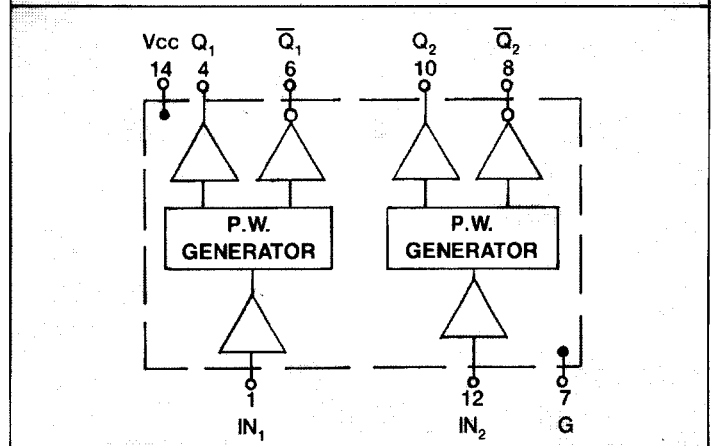 Vcc Q₁ Q̅₁ Q₂ Q̅₂
14 4 6 10 8
P.W. GENERATOR
P.W. GENERATOR
1 12 7
IN₁ IN₂ G